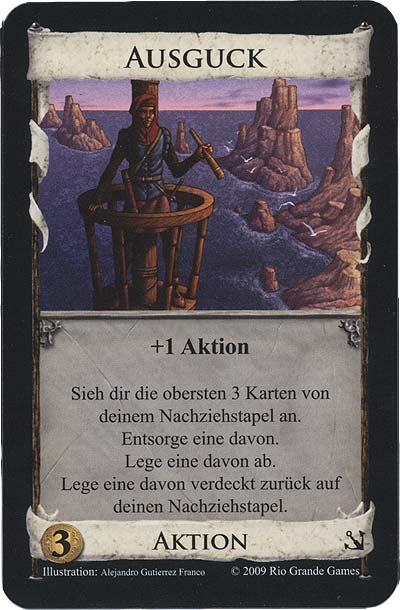 AUSGUCK
+1 Aktion
Sieh dir die obersten 3 Karten von
deinem Nachziehstapel an.
Entsorge eine davon.
Lege eine davon ab.
Lege eine davon verdeckt zurück auf
deinen Nachziehstapel.
3 AKTION
Illustration: Alejandro Gutierrez Franco © 2009 Rio Grande Games